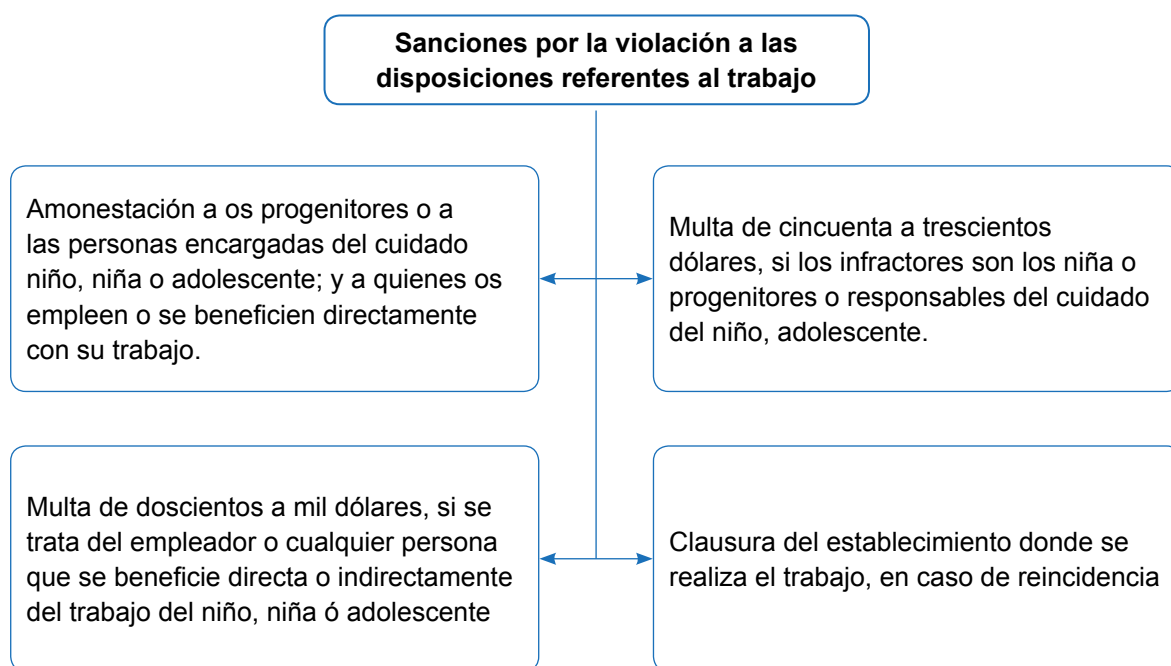 Sanciones por la violación a las
disposiciones referentes al trabajo
Amonestación a os progenitores o a
las personas encargadas del cuidado
niño, niña o adolescente; y a quienes os
empleen o se beneficien directamente
con su trabajo.
Multa de cincuenta a trescientos
dólares, si los infractores son los niña o
progenitores o responsables del cuidado
del niño, adolescente.
Multa de doscientos a mil dólares, si se
trata del empleador o cualquier persona
que se beneficie directa o indirectamente
del trabajo del niño, niña ó adolescente
Clausura del establecimiento donde se
realiza el trabajo, en caso de reincidencia